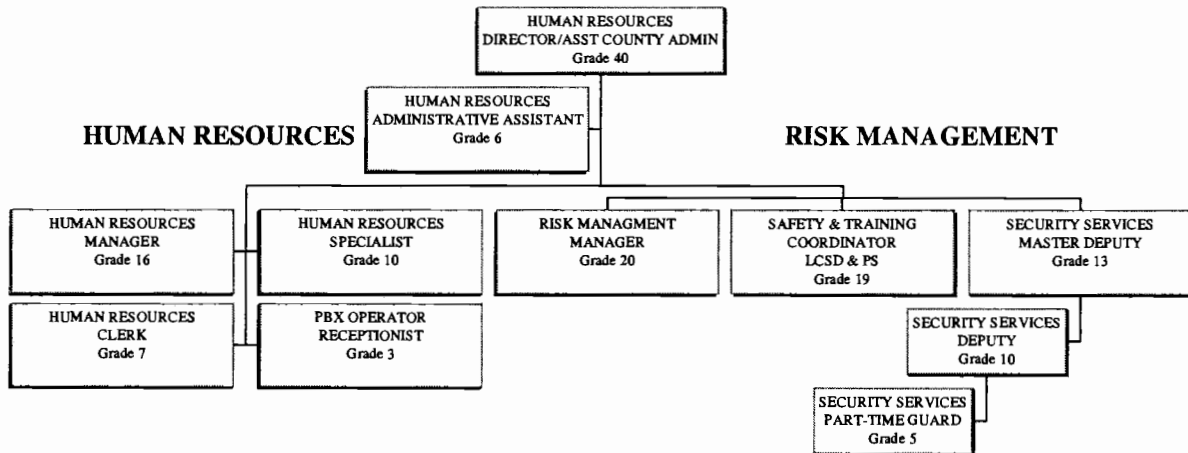 HUMAN RESOURCES
DIRECTOR/ASST COUNTY ADMIN
Grade 40
HUMAN RESOURCES
ADMINISTRATIVE ASSISTANT
Grade 6
HUMAN RESOURCES
RISK MANAGEMENT
HUMAN RESOURCES
MANAGER
Grade 16
HUMAN RESOURCES
SPECIALIST
Grade 10
RISK MANAGMENT
MANAGER
Grade 20
SAFETY & TRAINING
COORDINATOR
LCSD & PS
Grade 19
SECURITY SERVICES
MASTER DEPUTY
Grade 13
HUMAN RESOURCES
CLERK
Grade 7
PBX OPERATOR
RECEPTIONIST
Grade 3
SECURITY SERVICES
DEPUTY
Grade 10
SECURITY SERVICES
PART-TIME GUARD
Grade 5